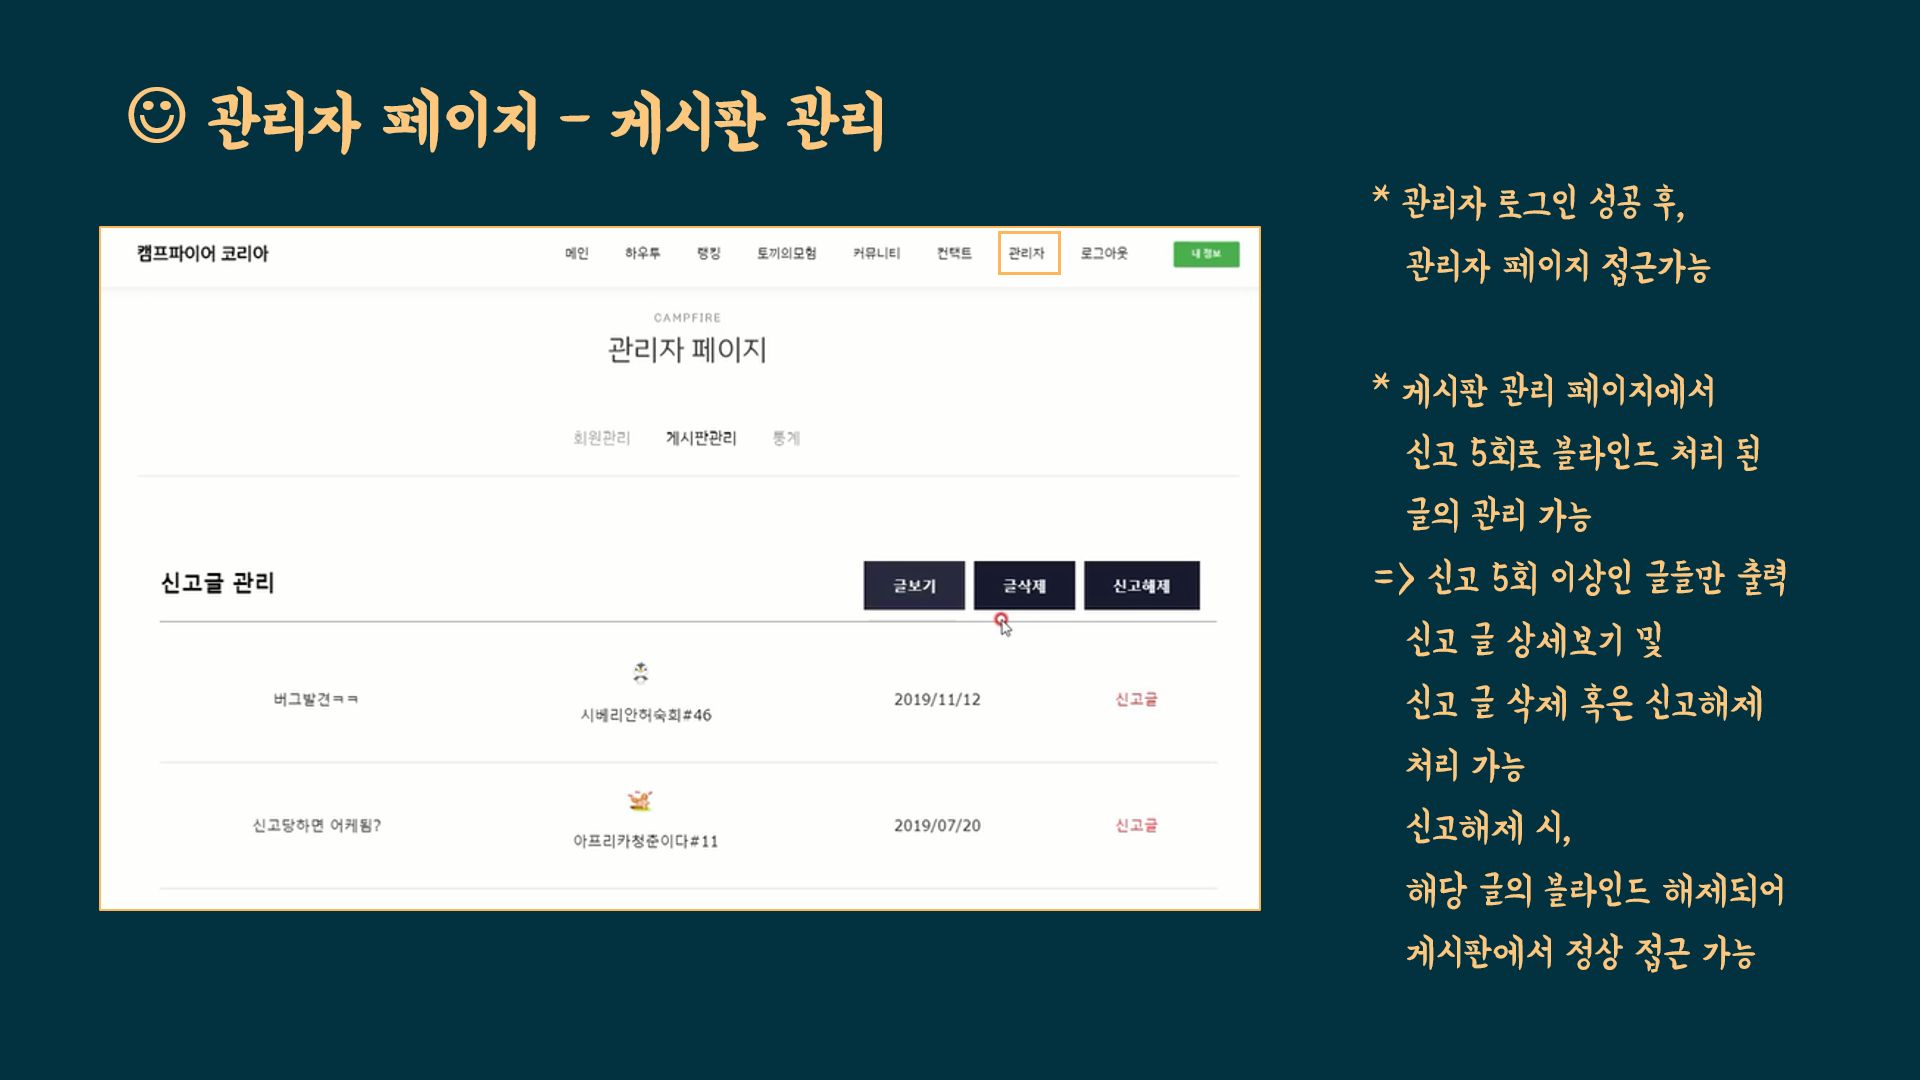 관리자 페이지 - 게시판 관리
캠프파이어 코리아
메인 하우투 랭킹 토끼의모험 커뮤니티 컨택트 관리자 로그아웃 내 정보
CAMPFIRE
관리자 페이지
회원관리 게시판관리 통계
신고글 관리
글보기 글삭제 신고해제
버그발견ㅋㅋ 시베리안허숙희#46 2019/11/12 신고글
신고당하면 어케됨? 아프리카청춘이다#11 2019/07/20 신고글
* 관리자 로그인 성공 후,
관리자 페이지 접근가능
* 게시판 관리 페이지에서
신고 5회로 블라인드 처리 된
글의 관리 가능
=> 신고 5회 이상인 글들만 출력
신고 글 상세보기 및
신고 글 삭제 혹은 신고해제
처리 가능
신고해제 시,
해당 글의 블라인드 해제되어
게시판에서 정상 접근 가능